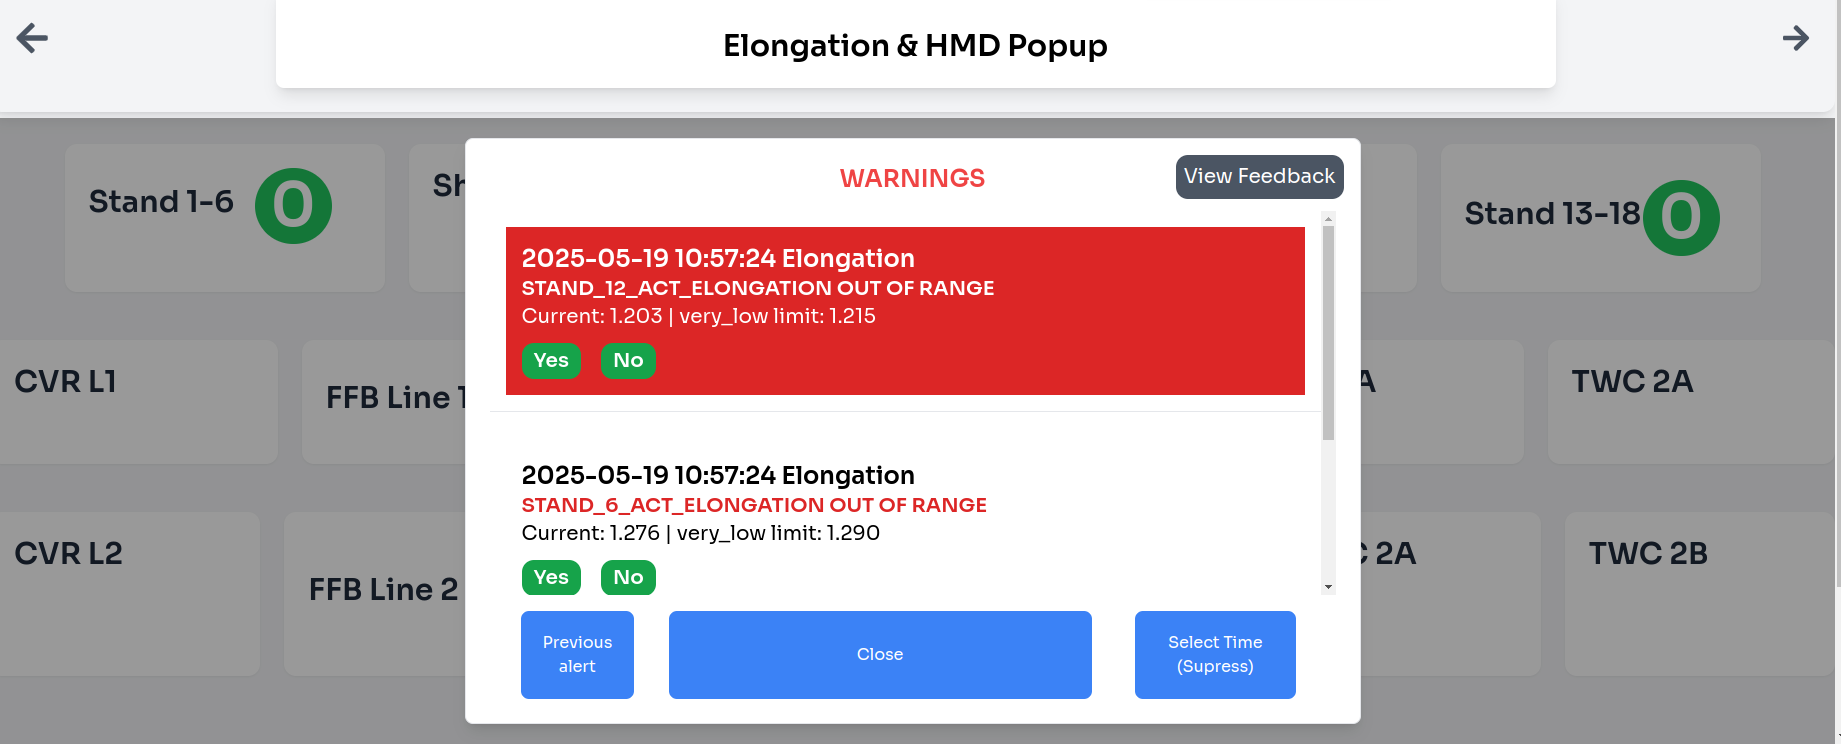 Elongation & HMD Popup
Stand 1-6 0
Sh
Stand 13-18 0
WARNINGS
View Feedback
2025-05-19 10:57:24 Elongation
STAND_12_ACT_ELONGATION OUT OF RANGE
Current: 1.203 | very_low limit: 1.215
Yes No
2025-05-19 10:57:24 Elongation
STAND_6_ACT_ELONGATION OUT OF RANGE
Current: 1.276 | very_low limit: 1.290
Yes No
Previous
alert
Close
Select Time
(Supress)
CVR L1
FFB Line 1
A
TWC 2A
CVR L2
FFB Line 2
C 2A
TWC 2B